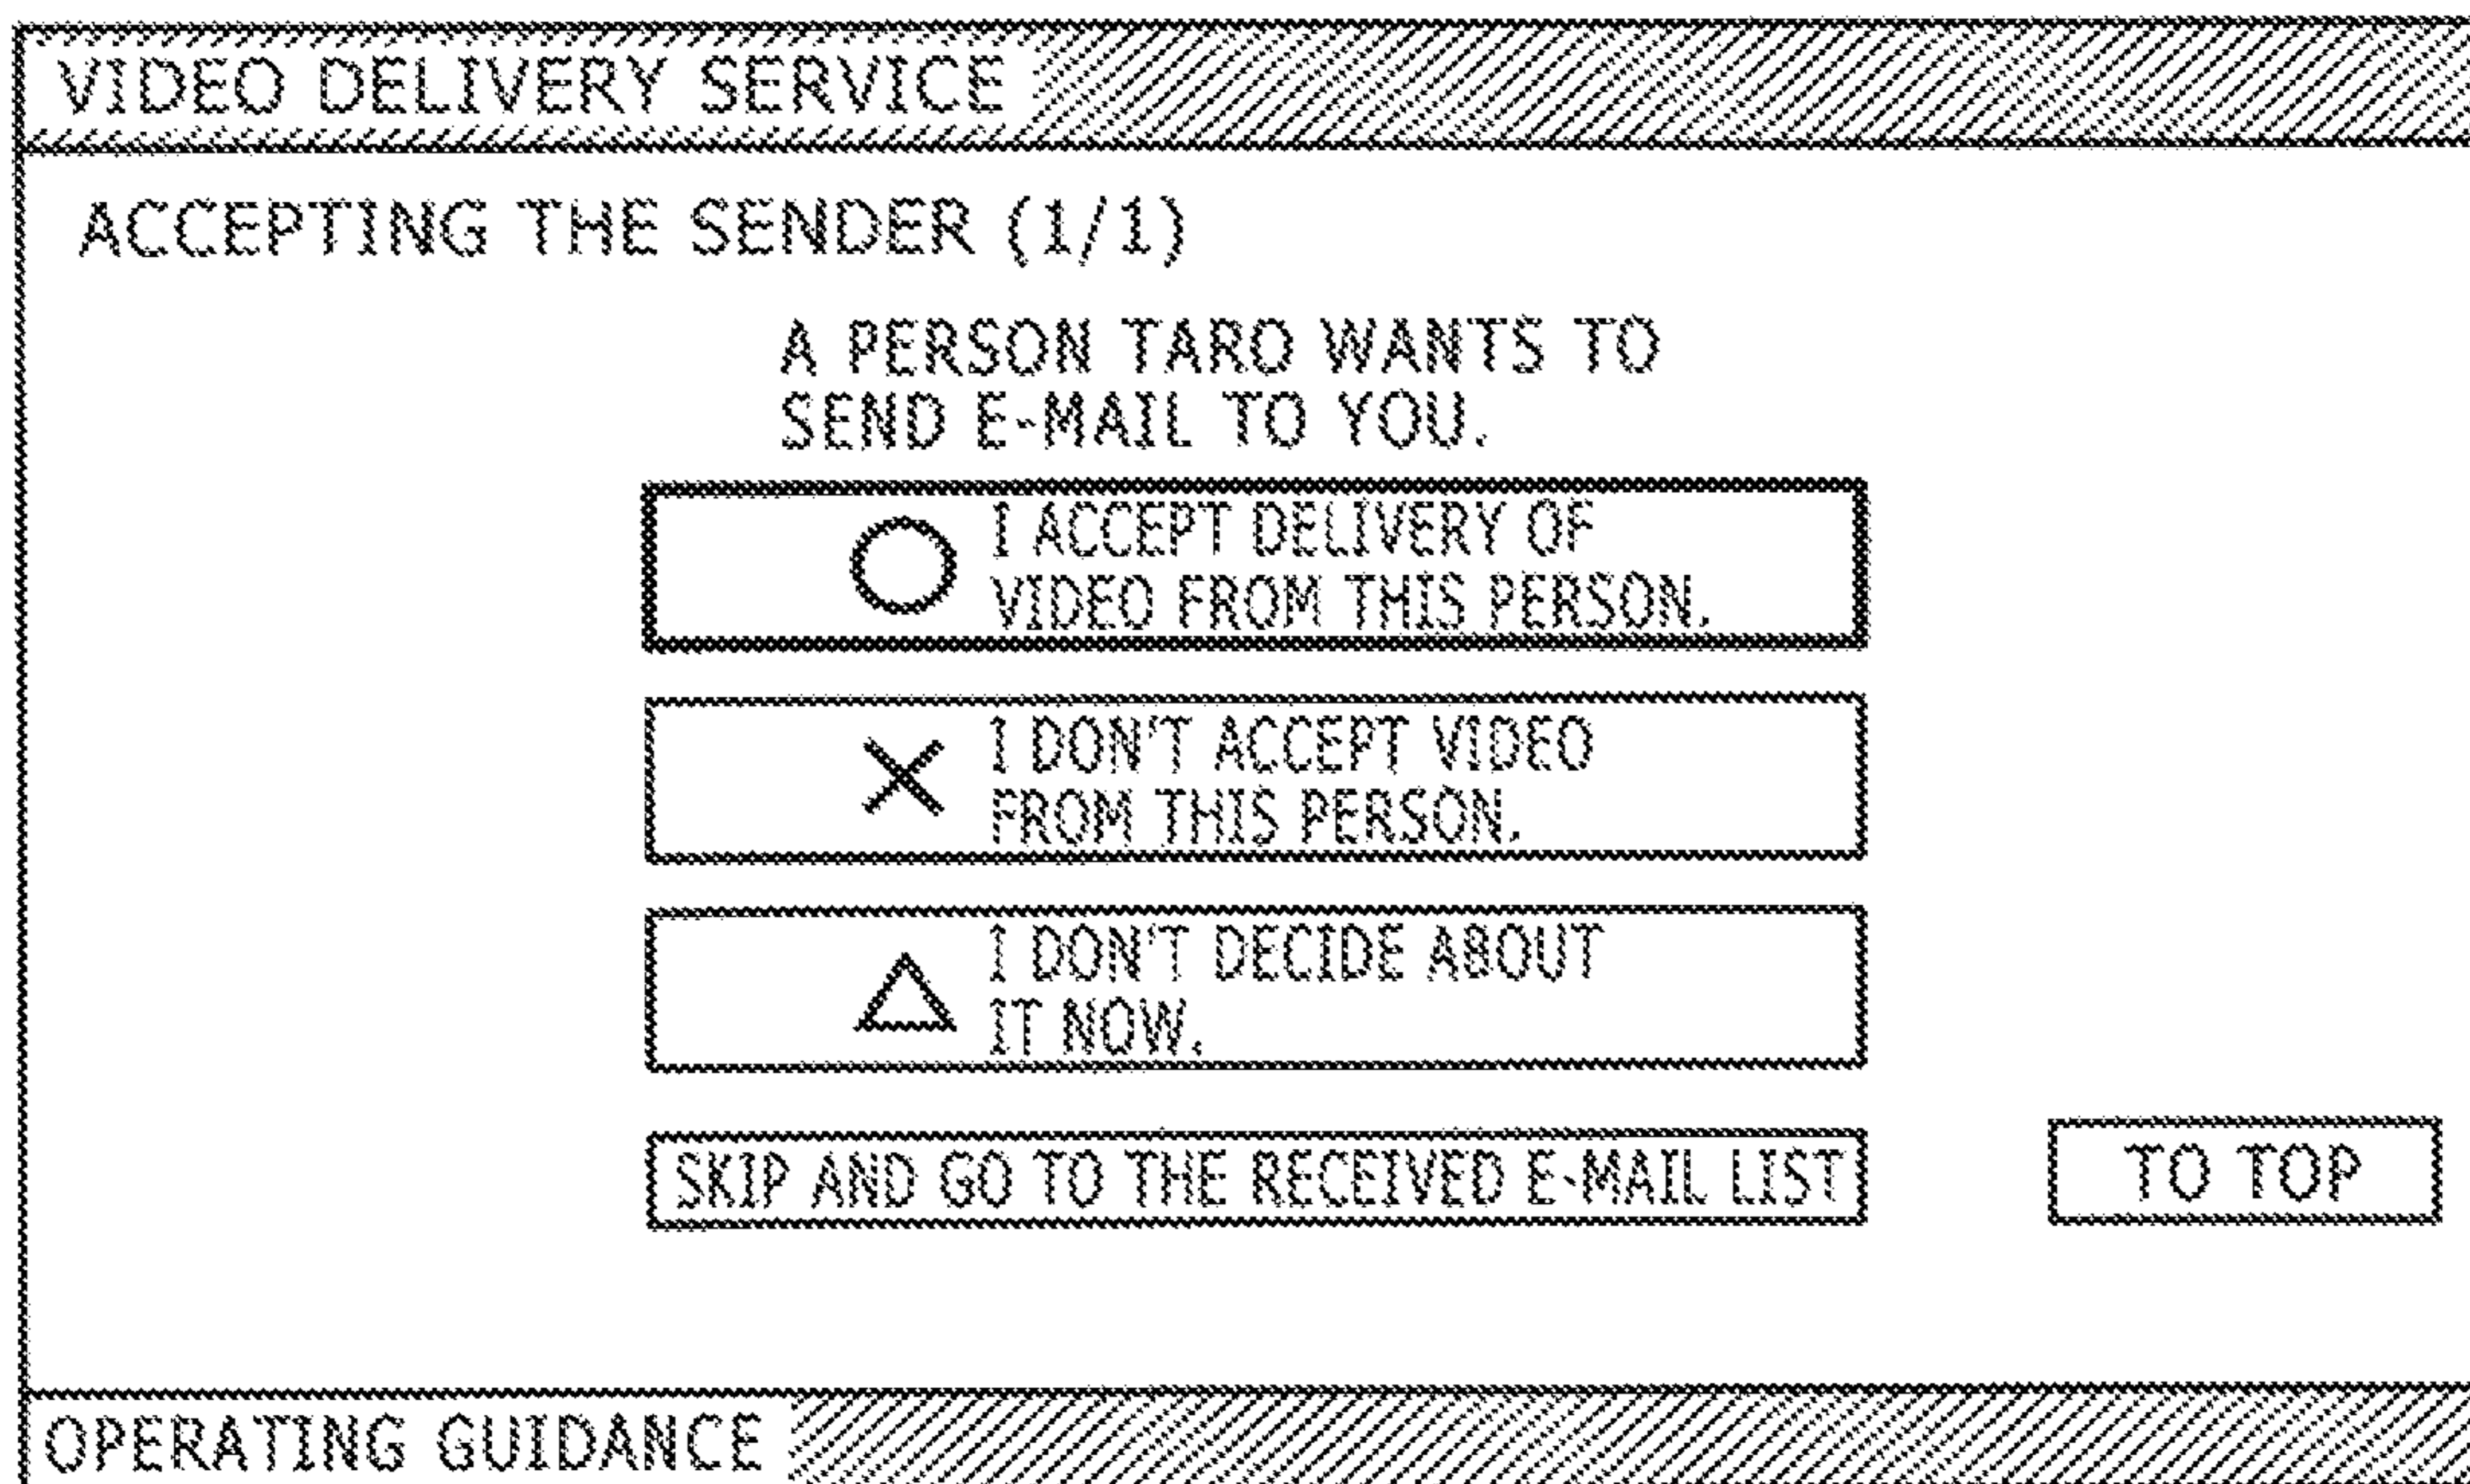 VIDEO DELIVERY SERVICE
ACCEPTING THE SENDER (1/1)
A PERSON TARO WANTS TO
SEND E-MAIL TO YOU.
I ACCEPT DELIVERY OF
VIDEO FROM THIS PERSON.
I DON'T ACCEPT VIDEO
FROM THIS PERSON.
I DON'T DECIDE ABOUT
IT NOW.
SKIP AND GO TO THE RECEIVED E-MAIL LIST
TO TOP
OPERATING GUIDANCE